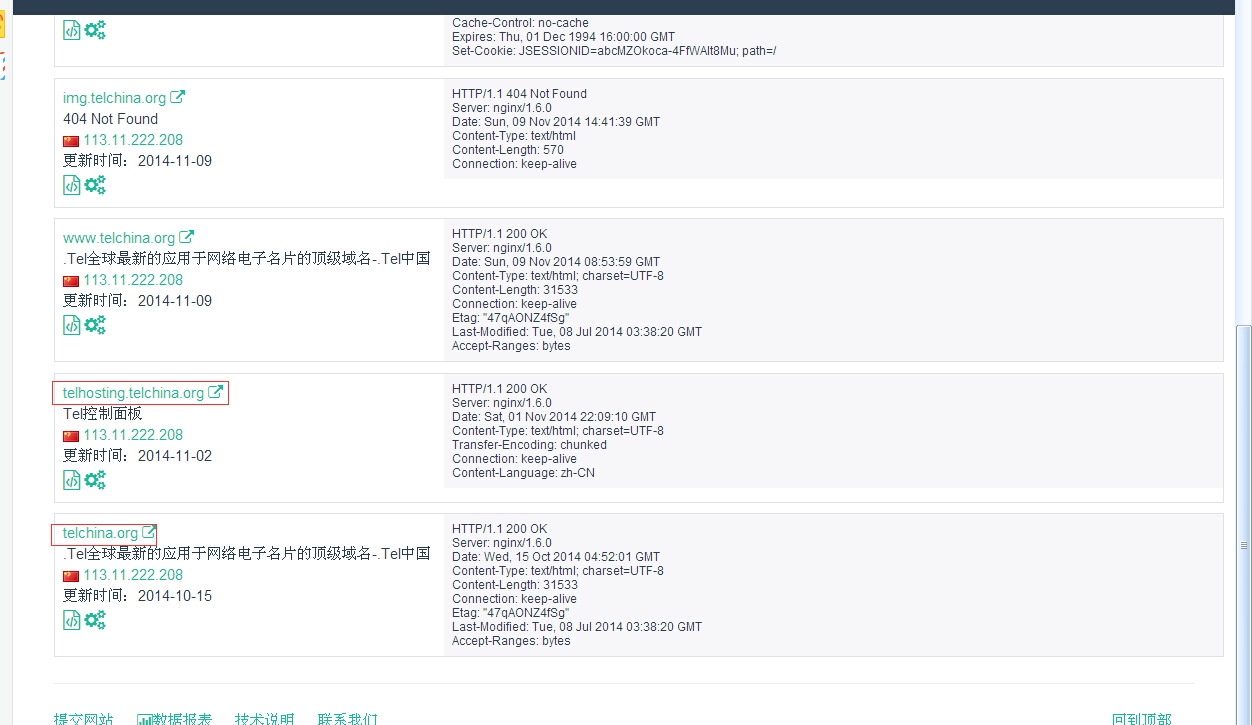 Cache-Control: no-cache
Expires: Thu, 01 Dec 1994 16:00:00 GMT
Set-Cookie: JSESSIONID=abcMZOkoca-4FfWAlt8Mu; path=/
img.telchina.org
404 Not Found
113.11.222.208
更新时间：2014-11-09
HTTP/1.1 404 Not Found
Server: nginx/1.6.0
Date: Sun, 09 Nov 2014 14:41:39 GMT
Content-Type: text/html
Content-Length: 570
Connection: keep-alive
www.telchina.org
.Tel全球最新的应用于网络电子名片的顶级域名-.Tel中国
113.11.222.208
更新时间：2014-11-09
HTTP/1.1 200 OK
Server: nginx/1.6.0
Date: Sun, 09 Nov 2014 08:53:59 GMT
Content-Type: text/html; charset=UTF-8
Content-Length: 31533
Connection: keep-alive
Etag: "47qAONZ4fSg"
Last-Modified: Tue, 08 Jul 2014 03:38:20 GMT
Accept-Ranges: bytes
telhosting.telchina.org
Tel控制面板
113.11.222.208
更新时间：2014-11-02
HTTP/1.1 200 OK
Server: nginx/1.6.0
Date: Sat, 01 Nov 2014 22:09:10 GMT
Content-Type: text/html; charset=UTF-8
Transfer-Encoding: chunked
Connection: keep-alive
Content-Language: zh-CN
telchina.org
.Tel全球最新的应用于网络电子名片的顶级域名-.Tel中国
113.11.222.208
更新时间：2014-10-15
HTTP/1.1 200 OK
Server: nginx/1.6.0
Date: Wed, 15 Oct 2014 04:52:01 GMT
Content-Type: text/html; charset=UTF-8
Content-Length: 31533
Connection: keep-alive
Etag: "47qAONZ4fSg"
Last-Modified: Tue, 08 Jul 2014 03:38:20 GMT
Accept-Ranges: bytes
提交网站 数据报表 技术说明 联系我们 回到顶部